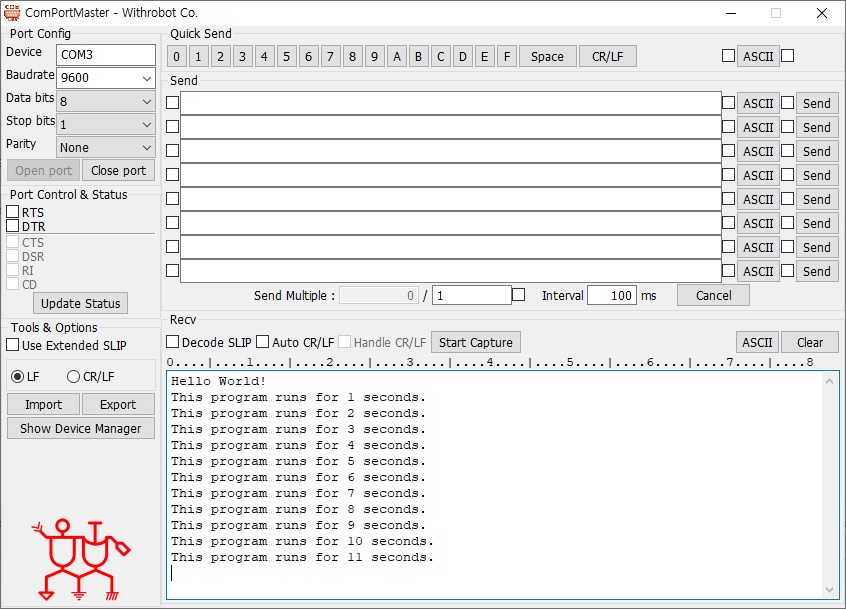 ComPortMaster - Withrobot Co.
Port Config
Device COM3
Baudrate 9600
Data bits 8
Stop bits 1
Parity None
Open port Close port
Port Control & Status
RTS
DTR
CTS
DSR
RI
CD
Update Status
Tools & Options
Use Extended SLIP
LF CR/LF
Import Export
Show Device Manager
Quick Send
0 1 2 3 4 5 6 7 8 9 A B C D E F Space CR/LF ASCII
Send
ASCII Send
ASCII Send
ASCII Send
ASCII Send
ASCII Send
ASCII Send
ASCII Send
ASCII Send
Send Multiple : 0 / 1 Interval 100 ms Cancel
Recv
Decode SLIP Auto CR/LF Handle CR/LF Start Capture ASCII Clear
0....|....1....|....2....|....3....|....4....|....5....|....6....|....7....|....8
Hello World!
This program runs for 1 seconds.
This program runs for 2 seconds.
This program runs for 3 seconds.
This program runs for 4 seconds.
This program runs for 5 seconds.
This program runs for 6 seconds.
This program runs for 7 seconds.
This program runs for 8 seconds.
This program runs for 9 seconds.
This program runs for 10 seconds.
This program runs for 11 seconds.